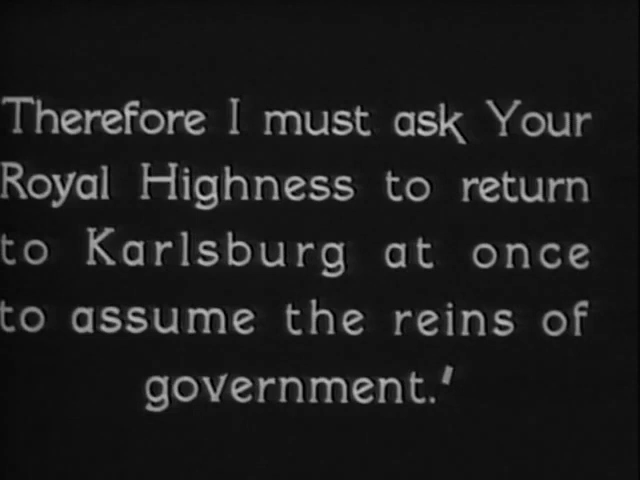 Therefore I must ask Your
Royal Highness to return
to Karlsburg at once
to assume the reins of
government.'